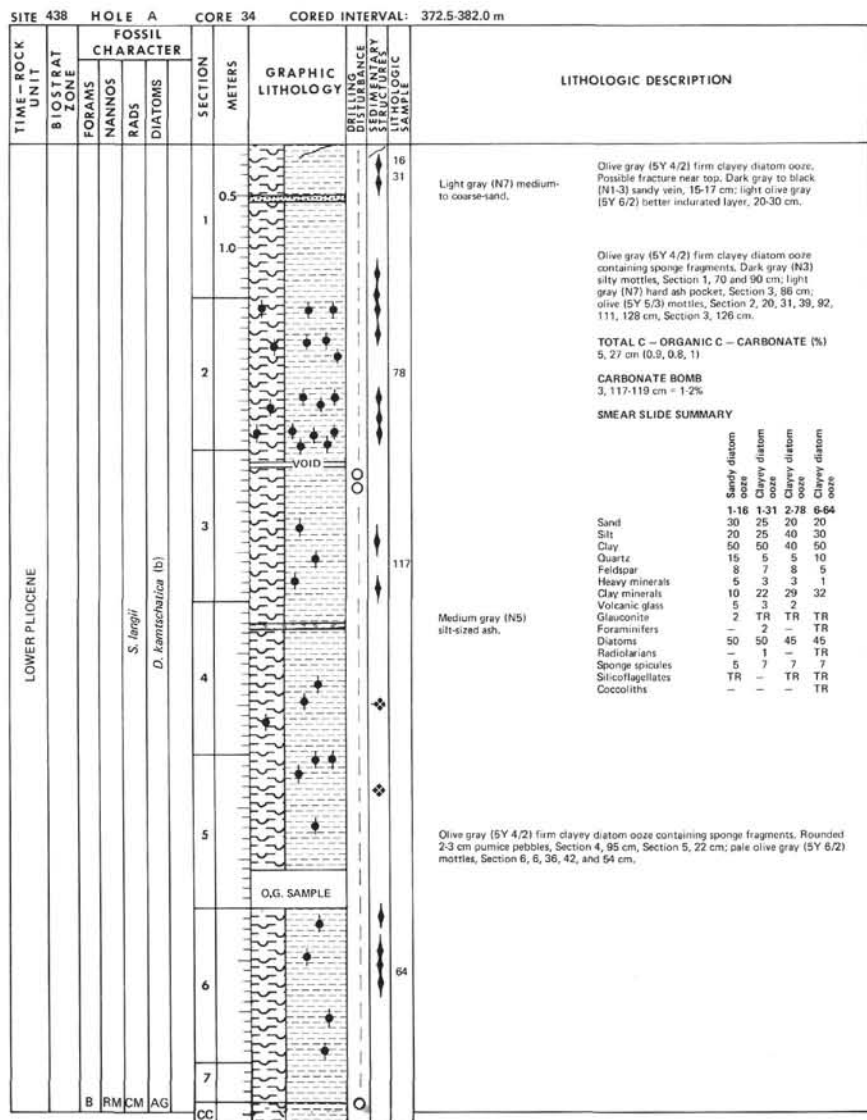 SITE 438 HOLE A CORE 34 CORED INTERVAL: 372.5-382.0 m
TIME-ROCK UNIT
BIOSTRAT ZONE
FOSSIL CHARACTER
FORAMS
NANNOS
RADS
DIATOMS
SECTION
METERS
GRAPHIC LITHOLOGY
DRILLING DISTURBANCE
SEDIMENTARY STRUCTURES
LITHOLOGIC SAMPLE
LITHOLOGIC DESCRIPTION
LOWER PLIOCENE
S. langii
D. kamtschatica (b)
B RM CM AG
0.5
1
1.0
2
3
4
5
6
7
CC
VOID
O.G. SAMPLE
16
31
78
117
64
Light gray (N7) medium-
to coarse-sand.
Olive gray (5Y 4/2) firm clayey diatom ooze.
Possible fracture near top. Dark gray to black
(N1-3) sandy vein, 15-17 cm; light olive gray
(5Y 6/2) better indurated layer, 20-30 cm.
Olive gray (5Y 4/2) firm clayey diatom ooze
containing sponge fragments. Dark gray (N3)
silty mottles, Section 1, 70 and 90 cm; light
gray (N7) hard ash pocket, Section 3, 86 cm;
olive (5Y 5/3) mottles, Section 2, 20, 31, 39, 92,
111, 128 cm, Section 3, 126 cm.
TOTAL C – ORGANIC C – CARBONATE (%)
5, 27 cm (0.9, 0.8, 1)
CARBONATE BOMB
3, 117-119 cm = 1-2%
SMEAR SLIDE SUMMARY
Sandy diatom ooze
Clayey diatom ooze
Clayey diatom ooze
Clayey diatom ooze
1-16 1-31 2-78 6-64
Sand 30 25 20 20
Silt 20 25 40 30
Clay 50 50 40 50
Quartz 15 5 5 10
Feldspar 8 7 8 5
Heavy minerals 5 3 3 1
Clay minerals 10 22 29 32
Volcanic glass 5 3 2
Glauconite 2 TR TR TR
Foraminifers – 2 – TR
Diatoms 50 50 45 45
Radiolarians – 1 – TR
Sponge spicules 5 7 7 7
Silicoflagellates TR – TR TR
Coccoliths – – – TR
Medium gray (N5)
silt-sized ash.
Olive gray (5Y 4/2) firm clayey diatom ooze containing sponge fragments. Rounded
2-3 cm pumice pebbles, Section 4, 95 cm, Section 5, 22 cm; pale olive gray (5Y 6/2)
mottles, Section 6, 6, 36, 42, and 54 cm.